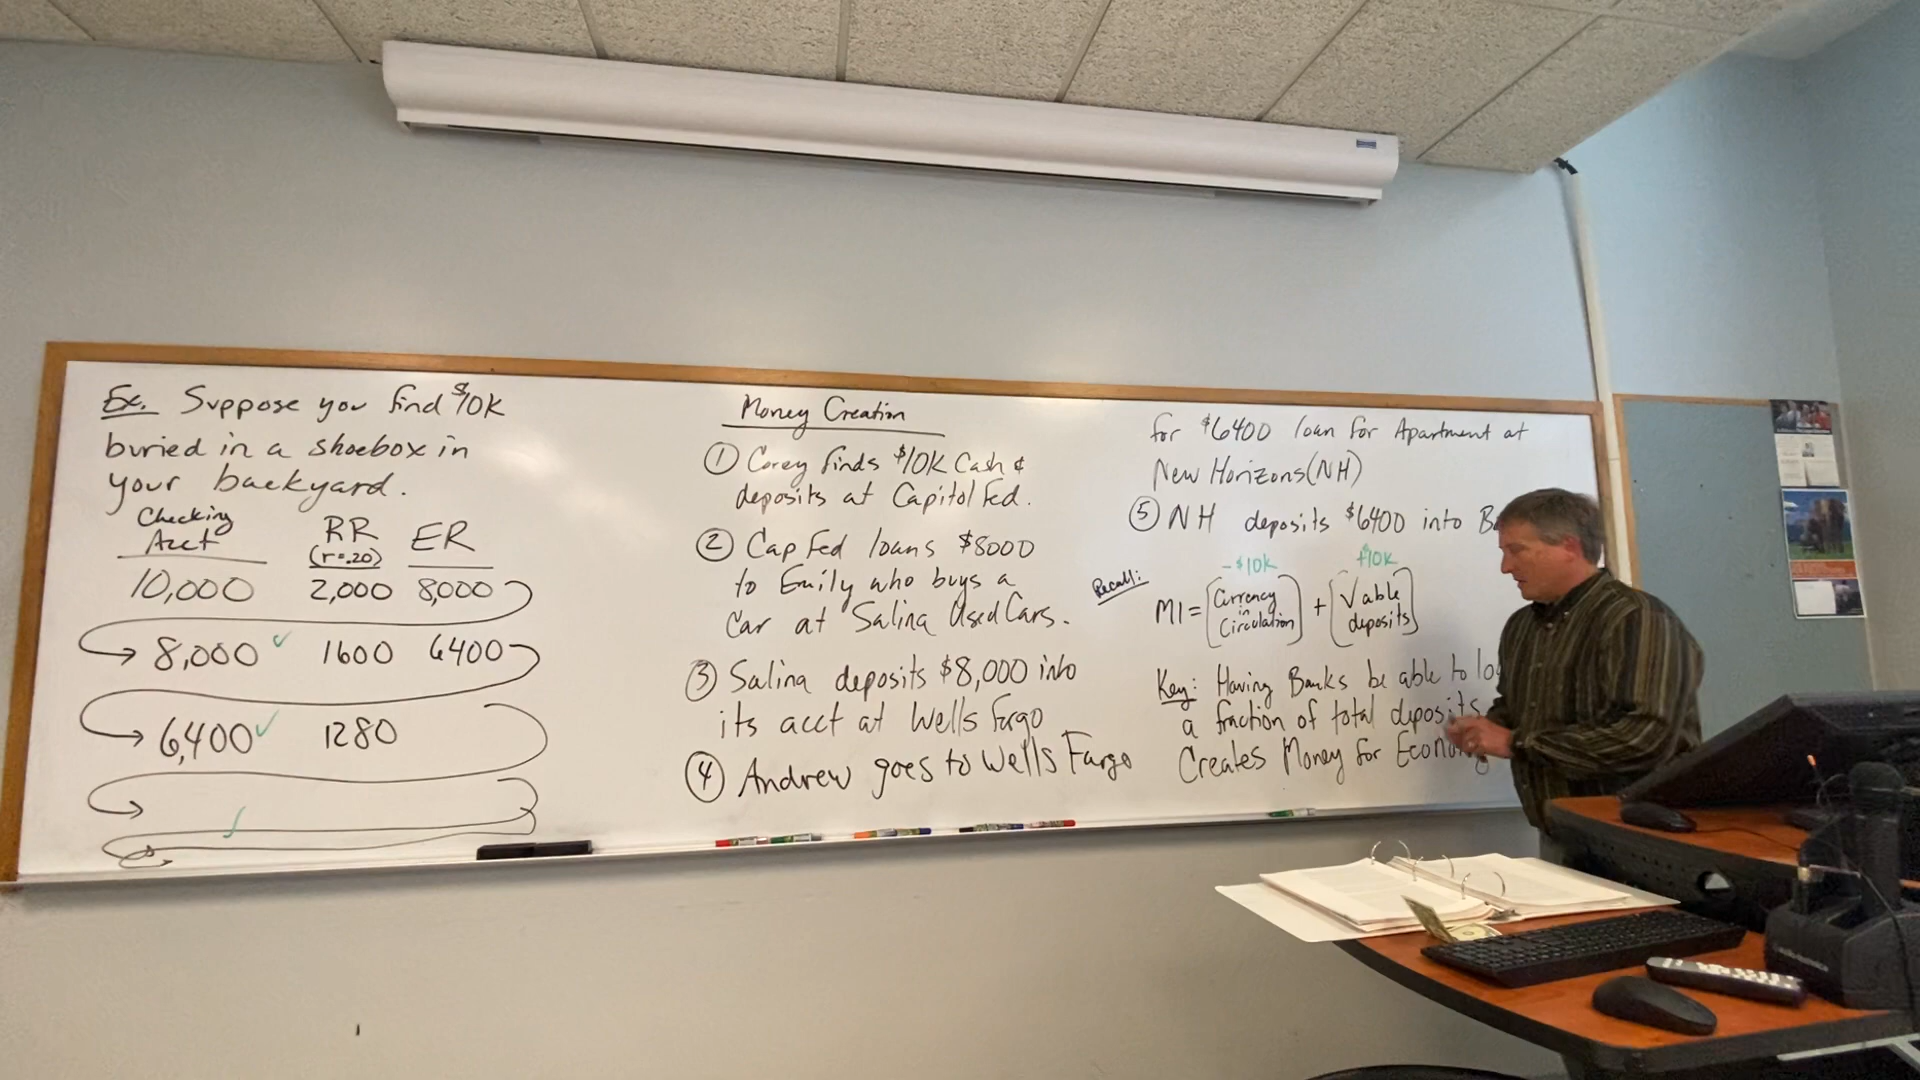 Ex. Suppose you find $10K
buried in a shoebox in
your backyard.
Checking
Acct
RR
(r=.20)
ER
10,000 2,000 8,000
8,000 ✓ 1600 6400
6,400 ✓ 1280
✓
Money Creation
① Corey finds $10K Cash &
deposits at Capitol Fed.
② Cap Fed loans $8000
to Emily who buys a
Car at Salina Used Cars.
③ Salina deposits $8,000 into
its acct at Wells Fargo
④ Andrew goes to Wells Fargo
for $6400 loan for Apartment at
New Horizons (NH)
⑤ NH deposits $6400 into
-$10K +$10K
Recall:
M1 = [Currency in Circulation] + [√able deposits]
Key: Having Banks be able to
a fraction of total deposits
Creates Money for Economy